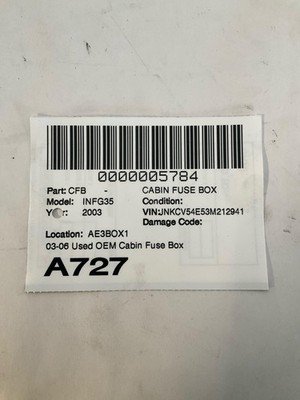 0000005784
Part: CFB - CABIN FUSE BOX
Model: INFG35 Condition:
Year: 2003 VIN:JNKCV54E53M212941
Damage Code:
Location: AE3BOX1
03-06 Used OEM Cabin Fuse Box
A727